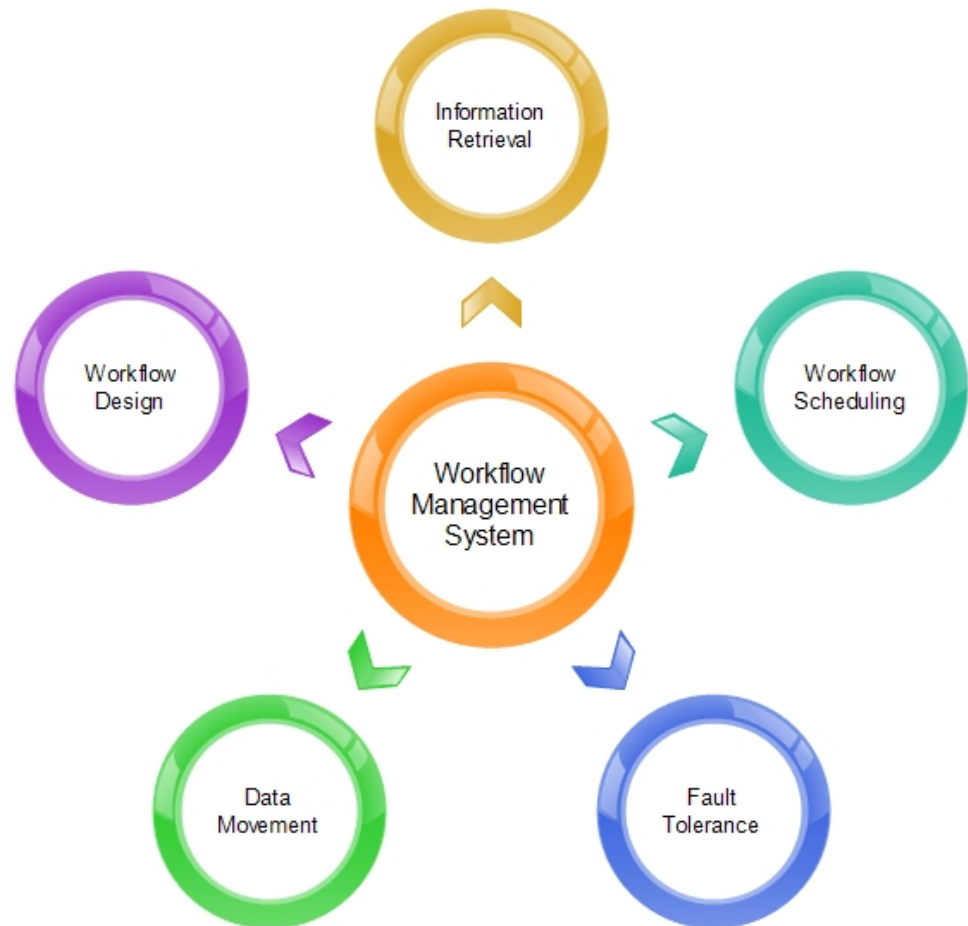 Information
Retrieval
Workflow
Design
Workflow
Scheduling
Workflow
Management
System
Data
Movement
Fault
Tolerance